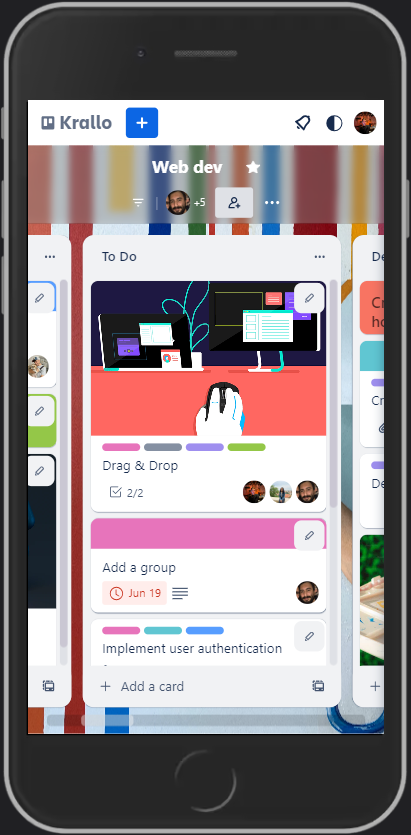 Krallo
Web dev
+5
To Do
Drag & Drop
2/2
Add a group
Jun 19
Implement user authentication
Add a card
De
Cr
ho
Cr
De